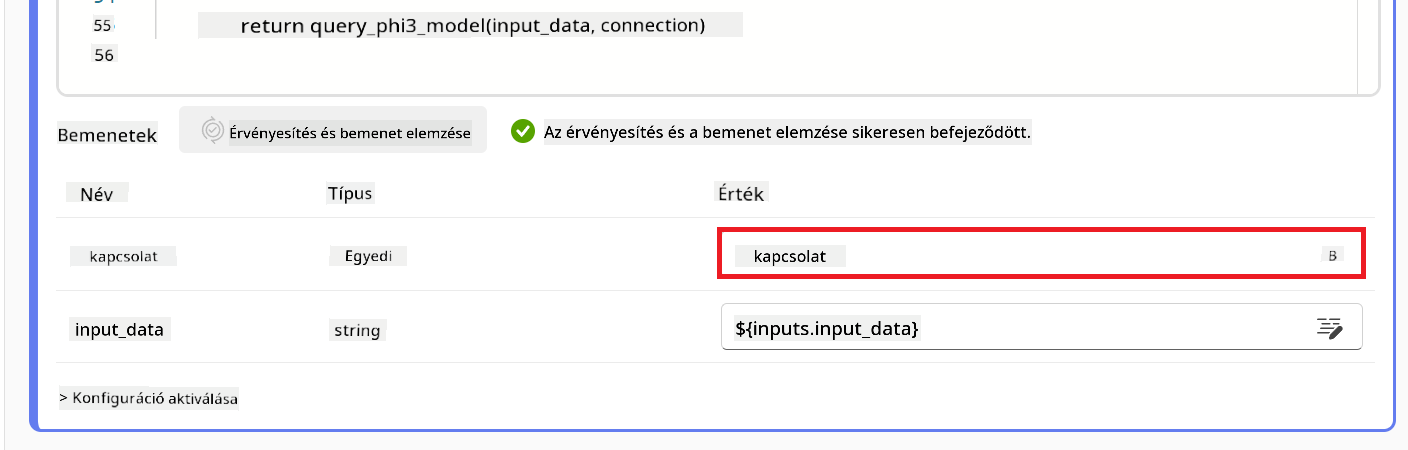 55
return query_phi3_model(input_data, connection)
56
Bemenetek
Érvényesítés és bemenet elemzése
Az érvényesítés és a bemenet elemzése sikeresen befejeződött.
Név Típus Érték
kapcsolat Egyedi kapcsolat B
input_data string ${inputs.input_data}
> Konfiguráció aktiválása